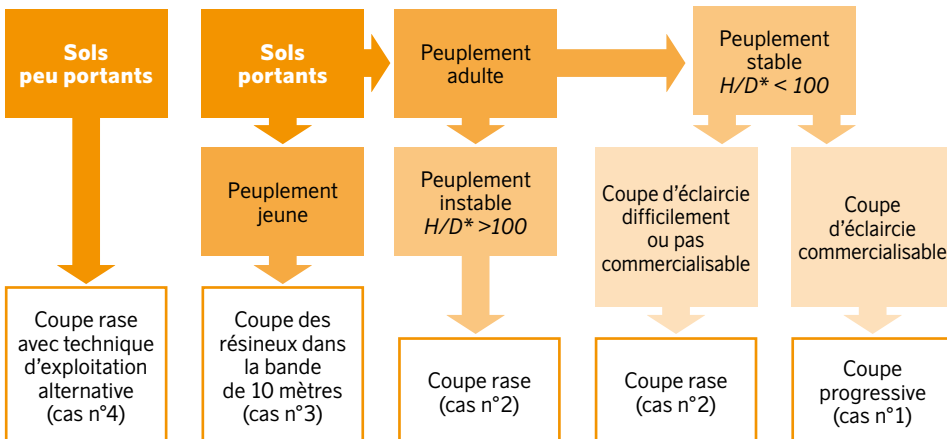 Sols
peu portants
Sols
portants
Peuplement
adulte
Peuplement
stable
H/D* < 100
Peuplement
jeune
Peuplement
instable
H/D* >100
Coupe d'éclaircie
difficilement
ou pas
commercialisable
Coupe
d'éclaircie
commercialisable
Coupe rase
avec technique
d'exploitation
alternative
(cas n°4)
Coupe des
résineux dans
la bande
de 10 mètres
(cas n°3)
Coupe rase
(cas n°2)
Coupe rase
(cas n°2)
Coupe
progressive
(cas n°1)